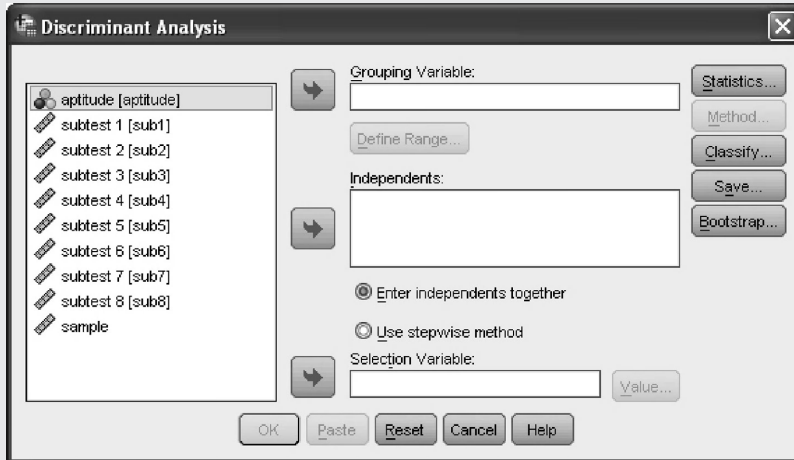 Discriminant Analysis
aptitude [aptitude]
subtest 1 [sub1]
subtest 2 [sub2]
subtest 3 [sub3]
subtest 4 [sub4]
subtest 5 [sub5]
subtest 6 [sub6]
subtest 7 [sub7]
subtest 8 [sub8]
sample
Grouping Variable:
Define Range...
Independents:
Enter independents together
Use stepwise method
Selection Variable:
Value...
Statistics...
Method...
Classify...
Save...
Bootstrap...
OK Paste Reset Cancel Help